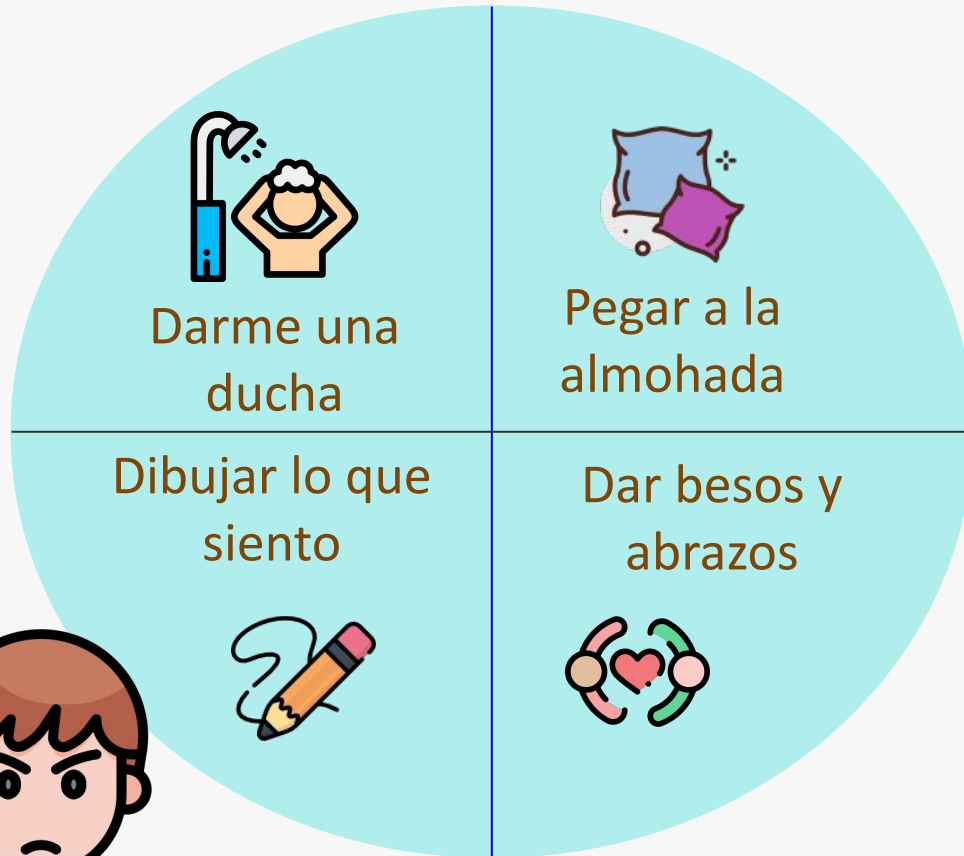 Darme una
ducha
Pegar a la
almohada
Dibujar lo que
siento
Dar besos y
abrazos